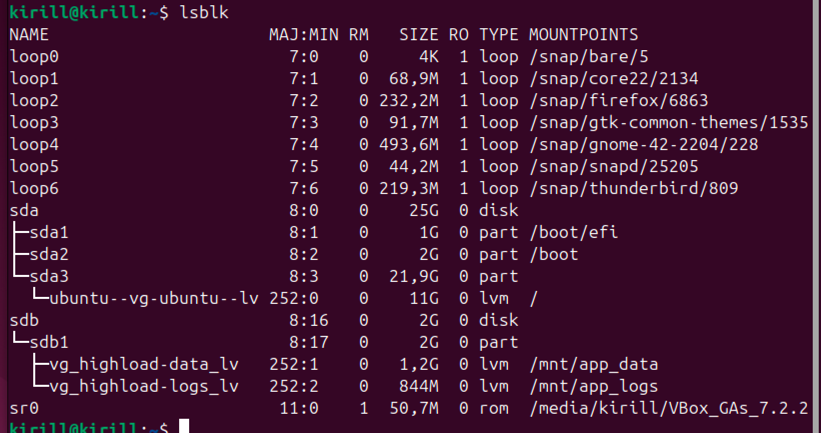 kirill@kirill:~$ lsblk
NAME                      MAJ:MIN RM   SIZE RO TYPE MOUNTPOINTS
loop0                       7:0    0     4K  1 loop /snap/bare/5
loop1                       7:1    0  68,9M  1 loop /snap/core22/2134
loop2                       7:2    0 232,2M  1 loop /snap/firefox/6863
loop3                       7:3    0  91,7M  1 loop /snap/gtk-common-themes/1535
loop4                       7:4    0 493,6M  1 loop /snap/gnome-42-2204/228
loop5                       7:5    0  44,2M  1 loop /snap/snapd/25205
loop6                       7:6    0 219,3M  1 loop /snap/thunderbird/809
sda                         8:0    0    25G  0 disk
├─sda1                      8:1    0     1G  0 part /boot/efi
├─sda2                      8:2    0     2G  0 part /boot
└─sda3                      8:3    0  21,9G  0 part
  └─ubuntu--vg-ubuntu--lv 252:0    0    11G  0 lvm  /
sdb                         8:16   0     2G  0 disk
└─sdb1                      8:17   0     2G  0 part
  ├─vg_highload-data_lv   252:1    0   1,2G  0 lvm  /mnt/app_data
  └─vg_highload-logs_lv   252:2    0   844M  0 lvm  /mnt/app_logs
sr0                        11:0    1  50,7M  0 rom  /media/kirill/VBox_GAs_7.2.2
kirill@kirill:~$